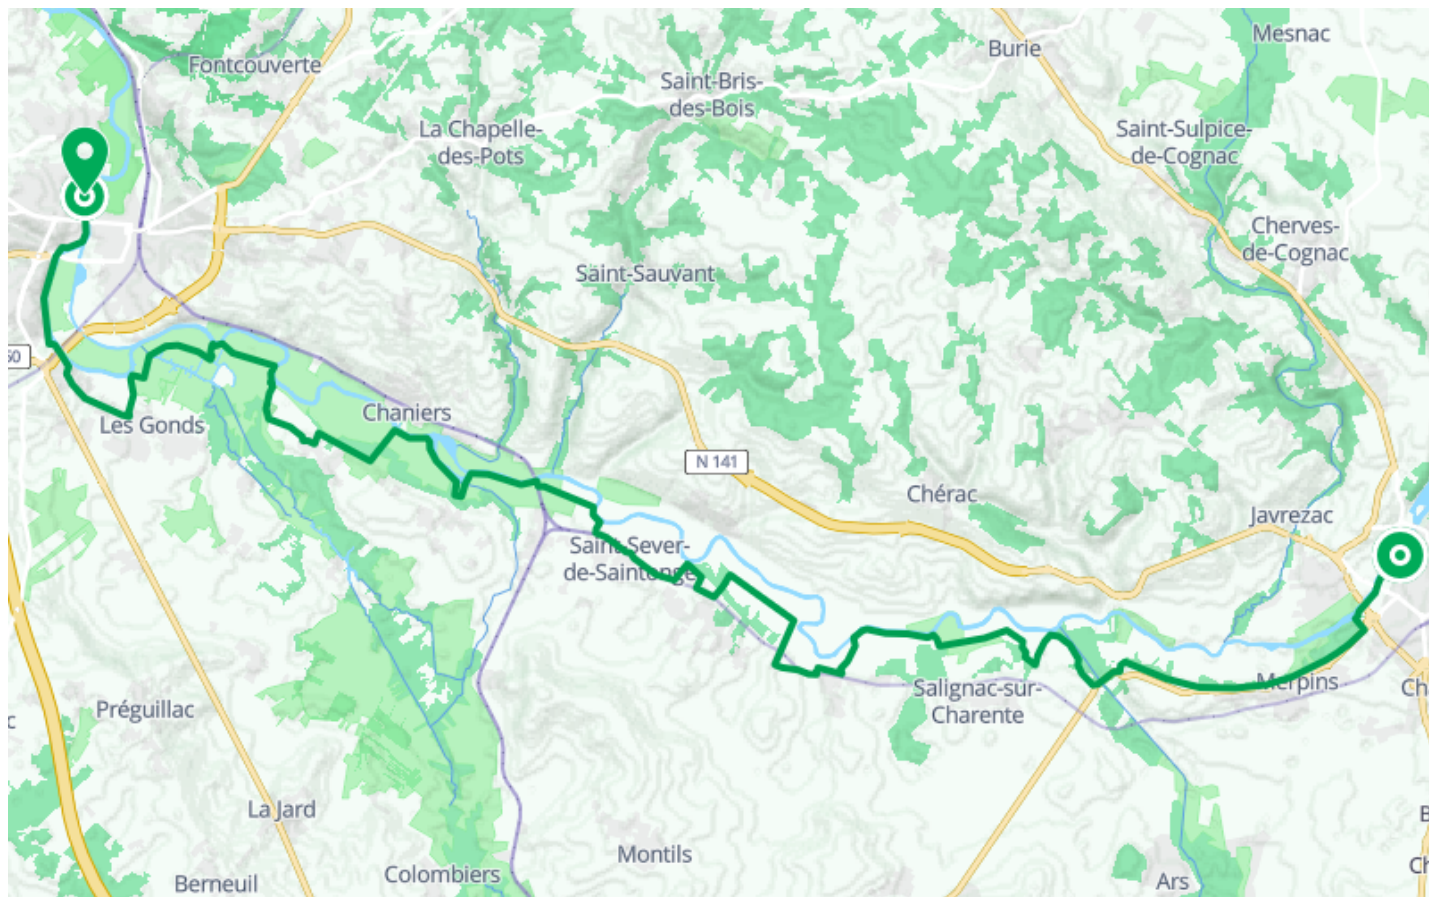 Mesnac
Burie
Fontcouverte
Saint-Bris-
des-Bois
La Chapelle-
des-Pots
Saint-Sulpice-
de-Cognac
Cherves-
de-Cognac
Saint-Sauvant
Chaniers
Les Gonds
N 141
Chérac
Javrezac
Saint-Sever-
de-Saintonge
Merpins
Salignac-sur-
Charente
Préguillac
La Jard
Montils
Colombiers
Berneuil
Ars